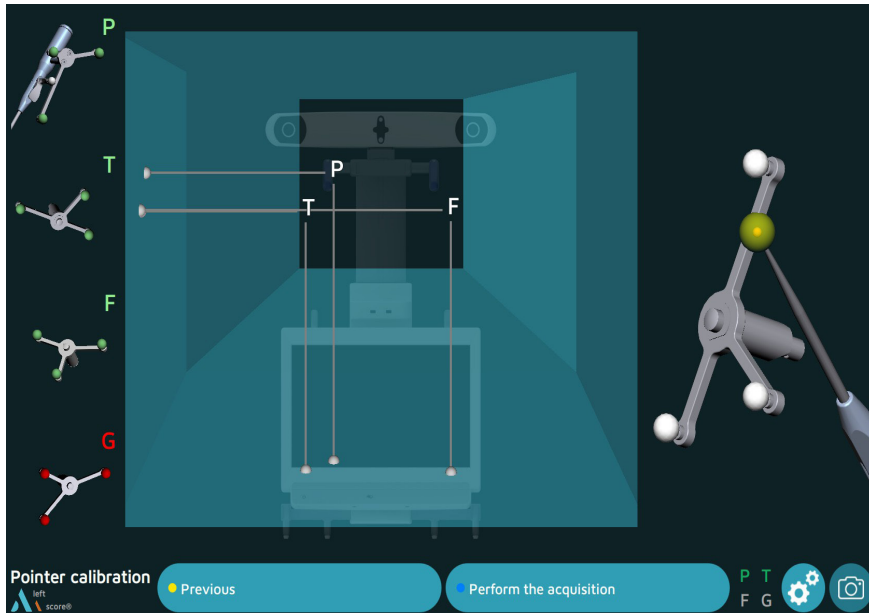 P
T
F
G
P
T
F
Pointer calibration
left
score®
Previous
Perform the acquisition
P T
F G